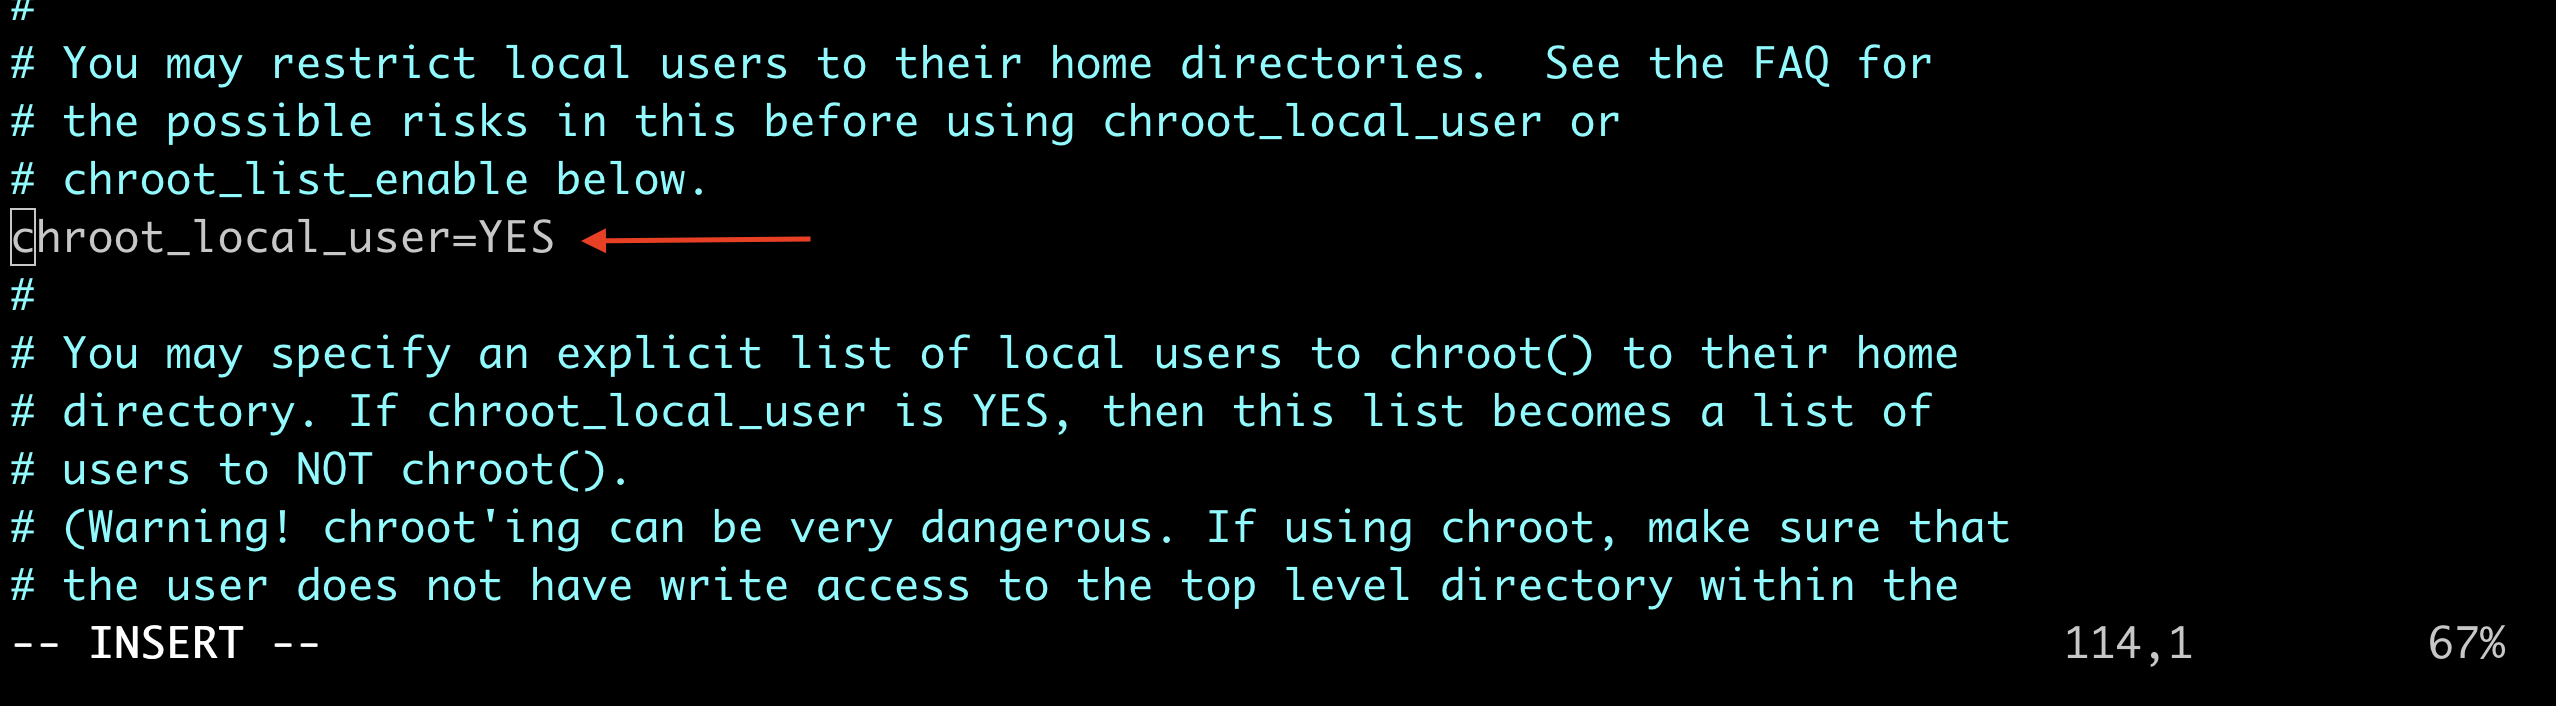 #
# You may restrict local users to their home directories.  See the FAQ for
# the possible risks in this before using chroot_local_user or
# chroot_list_enable below.
chroot_local_user=YES
#
# You may specify an explicit list of local users to chroot() to their home
# directory. If chroot_local_user is YES, then this list becomes a list of
# users to NOT chroot().
# (Warning! chroot'ing can be very dangerous. If using chroot, make sure that
# the user does not have write access to the top level directory within the
-- INSERT -- 114,1 67%